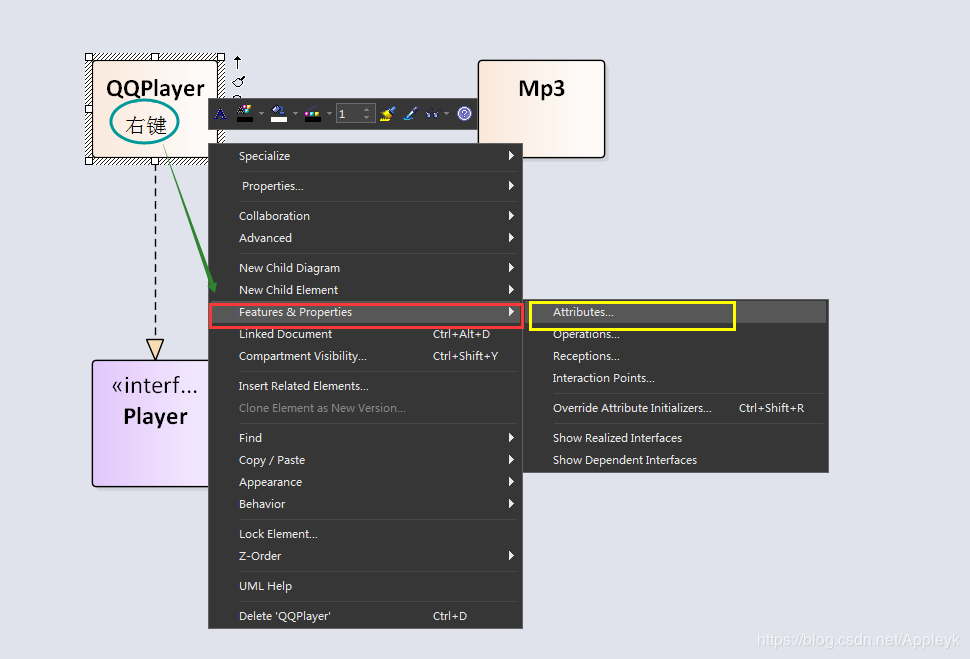 QQPlayer
右键
Mp3
1
Specialize
Properties...
Collaboration
Advanced
New Child Diagram
New Child Element
Features & Properties
Linked Document Ctrl+Alt+D
Compartment Visibility... Ctrl+Shift+Y
Insert Related Elements...
Clone Element as New Version...
Find
Copy / Paste
Appearance
Behavior
Lock Element...
Z-Order
UML Help
Delete 'QQPlayer' Ctrl+D
Attributes...
Operations...
Receptions...
Interaction Points...
Override Attribute Initializers... Ctrl+Shift+R
Show Realized Interfaces
Show Dependent Interfaces
«interf...
Player
https://blog.csdn.net/Appleyk